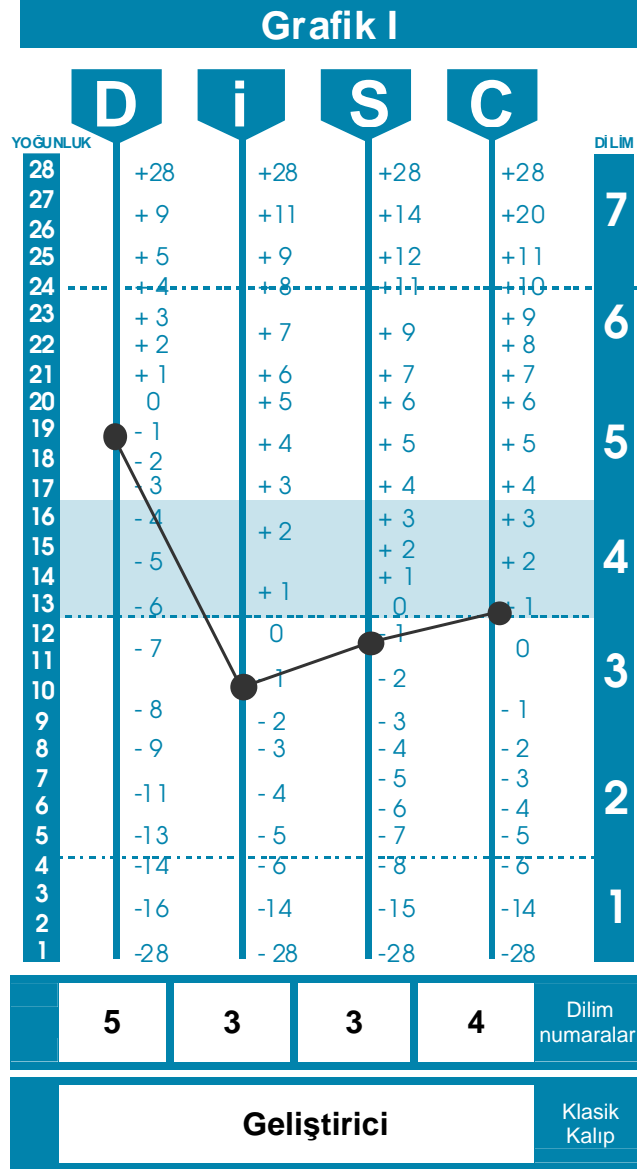 Grafik I
D i S C
YOĞUNLUK DİLİM
28 +28 +28 +28 +28
27
+ 9 +11 +14 +20 7
26
25 + 5 + 9 +12 +11
24 + 4 + 8 +11 +10
23 + 3 + 9 6
+ 7 + 9
22 + 2 + 8
21 + 1 + 6 + 7 + 7
20 0 + 5 + 6 + 6
19 - 1
+ 4 + 5 + 5 5
18 - 2
17 - 3 + 3 + 4 + 4
16 - 4 + 2 + 3 + 3
15 - 5 + 2 + 2 4
14 + 1 + 1
13 - 6 0 + 1
12 0 - 1
- 7 0
11 3
10 - 1 - 2
- 8 - 1
9 - 2 - 3
8 - 9 - 3 - 4 - 2
7 - 5 - 3
-11 - 4 2
6 - 6 - 4
5 -13 - 5 - 7 - 5
4 -14 - 6 - 8 - 6
3
-16 -14 -15 -14 1
2
1 -28 - 28 -28 -28
5 3 3 4 Dilim
numaralar
Geliştirici Klasik
Kalıp